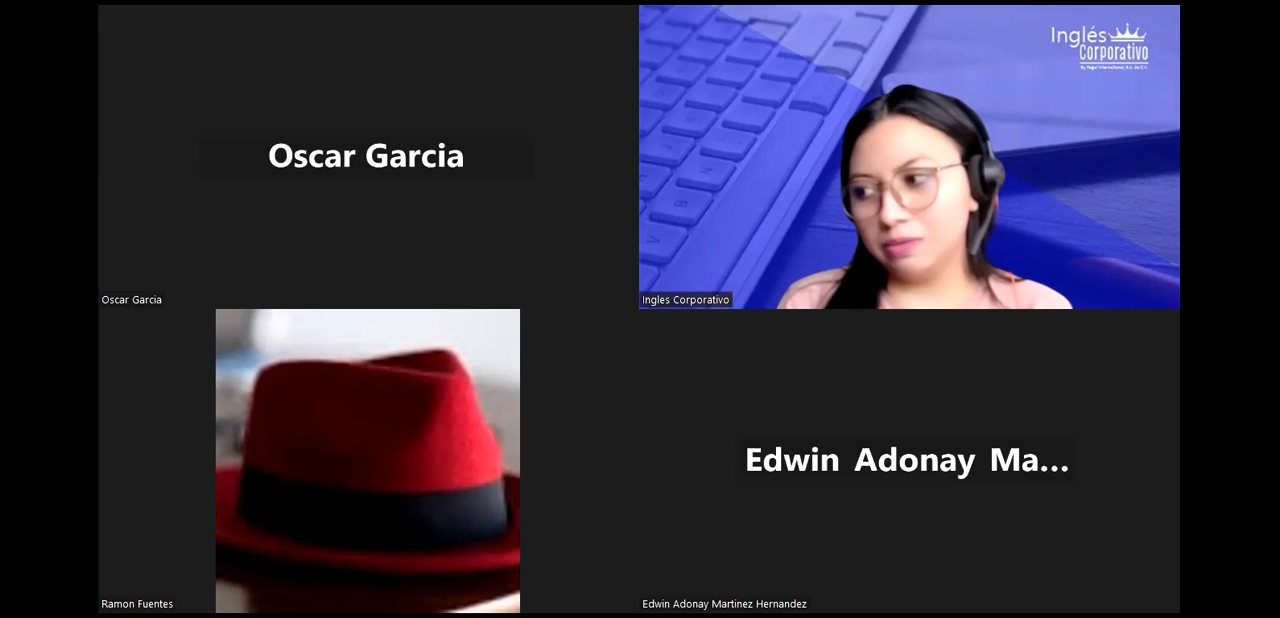 Oscar Garcia
Oscar Garcia
Inglés
Corporativo
Ingles Corporativo
Ramon Fuentes
Edwin Adonay Ma...
Edwin Adonay Martinez Hernandez